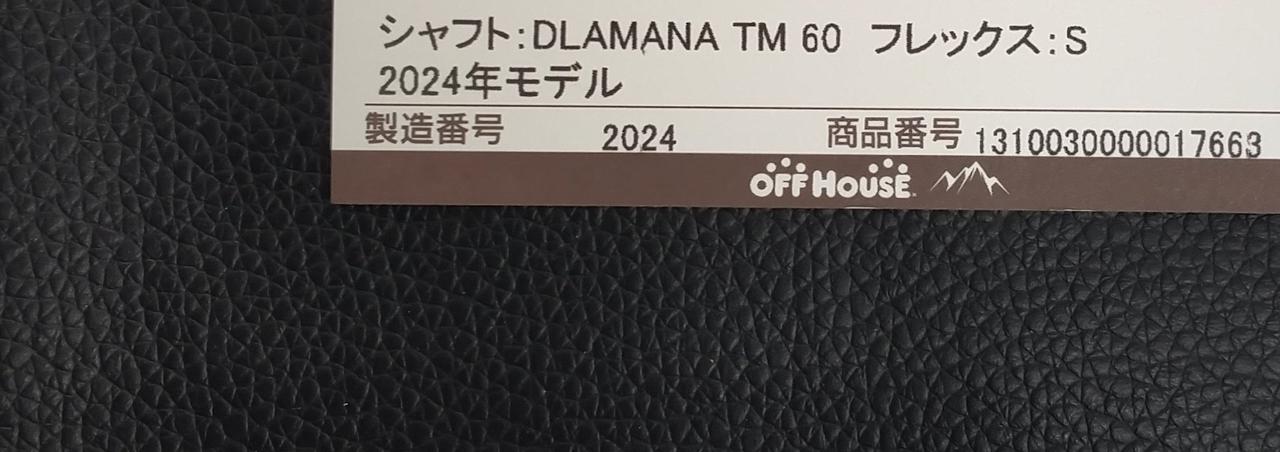 シャフト:DLAMANA TM 60 フレックス:S
2024年モデル
製造番号 2024 商品番号 1310030000017663
OFF HOUSE